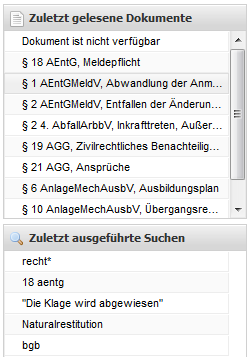 Zuletzt gelesene Dokumente
Dokument ist nicht verfügbar
§ 18 AEntG, Meldepflicht
§ 1 AEntGMeldV, Abwandlung der Anm...
§ 2 AEntGMeldV, Entfallen der Änderun...
§ 2 4. AbfallArbbV, Inkrafttreten, Außer...
§ 19 AGG, Zivilrechtliches Benachteilig...
§ 21 AGG, Ansprüche
§ 6 AnlageMechAusbV, Ausbildungsplan
§ 10 AnlageMechAusbV, Übergangsre...
Zuletzt ausgeführte Suchen
recht*
18 aentg
"Die Klage wird abgewiesen"
Naturalrestitution
bgb